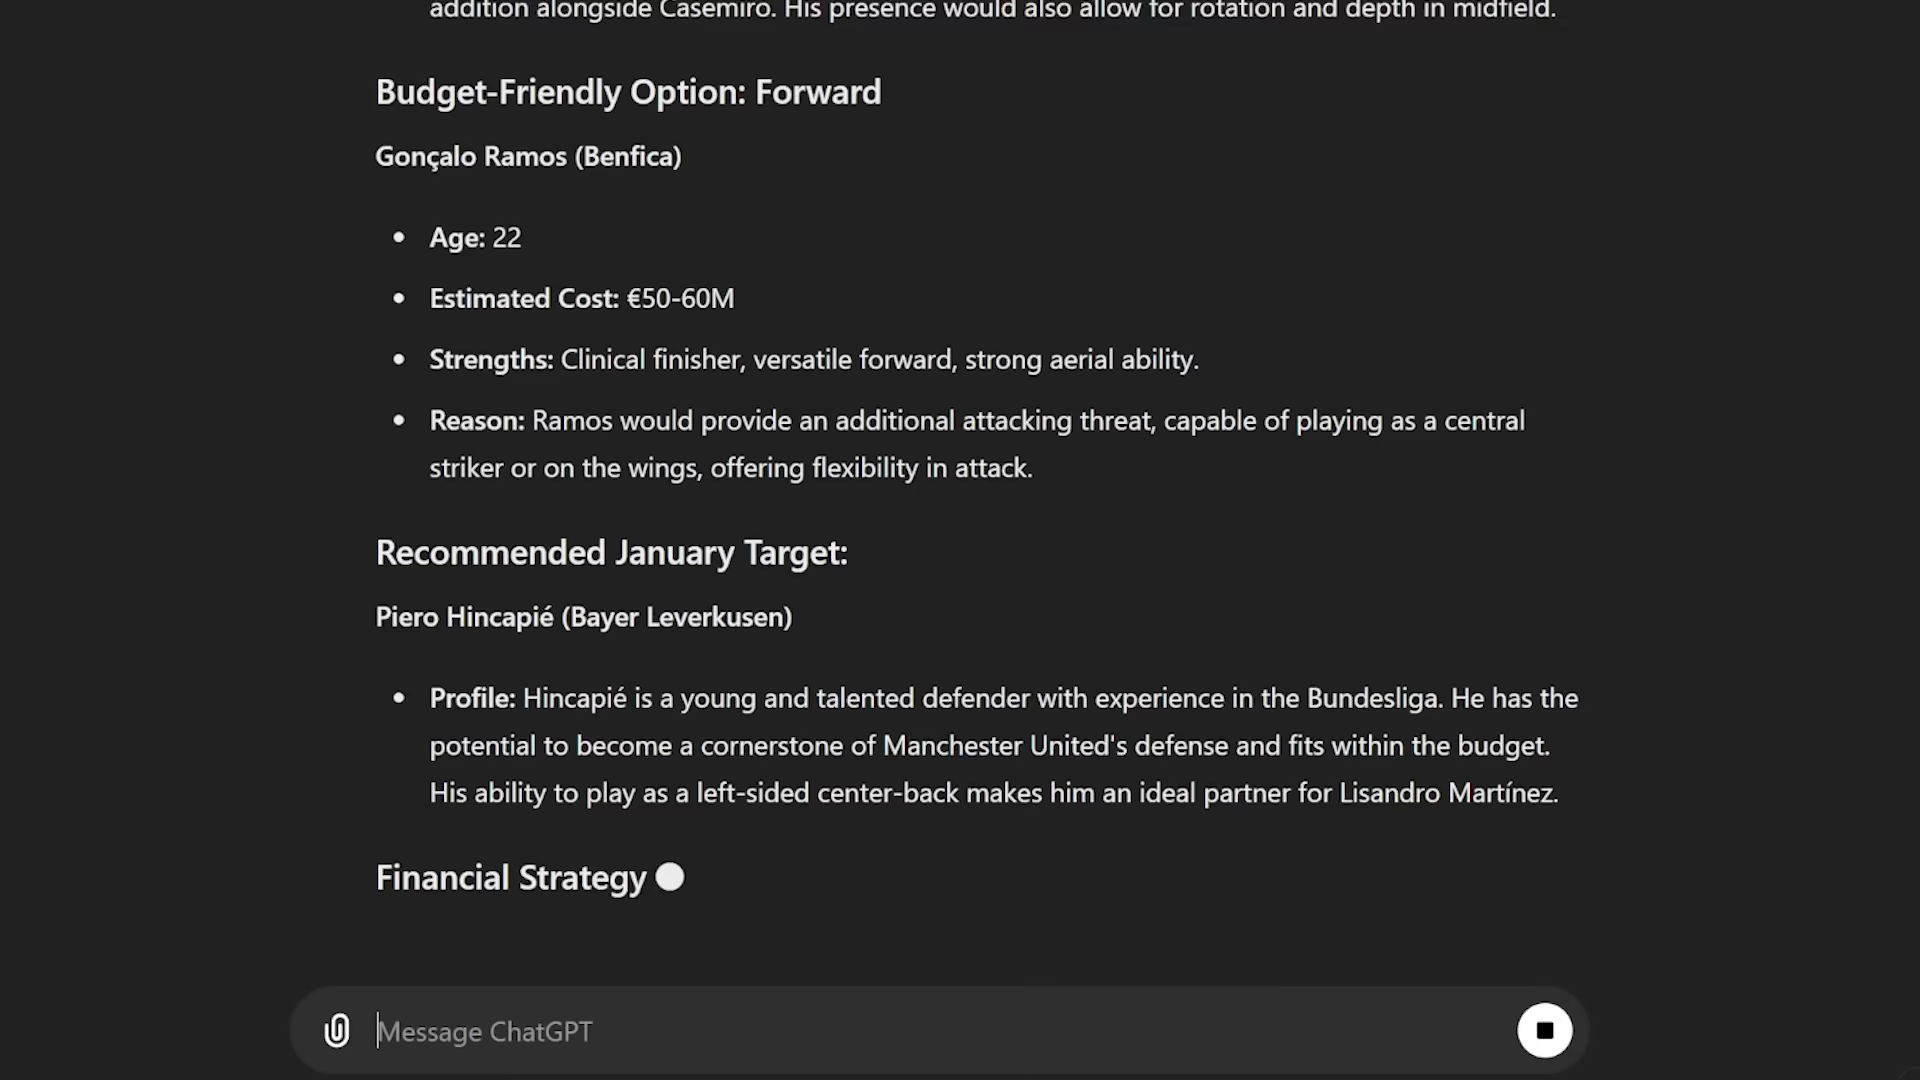 addition alongside Casemiro. His presence would also allow for rotation and depth in midfield.
Budget-Friendly Option: Forward
Gonçalo Ramos (Benfica)
Age: 22
Estimated Cost: €50-60M
Strengths: Clinical finisher, versatile forward, strong aerial ability.
Reason: Ramos would provide an additional attacking threat, capable of playing as a central
striker or on the wings, offering flexibility in attack.
Recommended January Target:
Piero Hincapié (Bayer Leverkusen)
Profile: Hincapié is a young and talented defender with experience in the Bundesliga. He has the
potential to become a cornerstone of Manchester United's defense and fits within the budget.
His ability to play as a left-sided center-back makes him an ideal partner for Lisandro Martínez.
Financial Strategy
Message ChatGPT